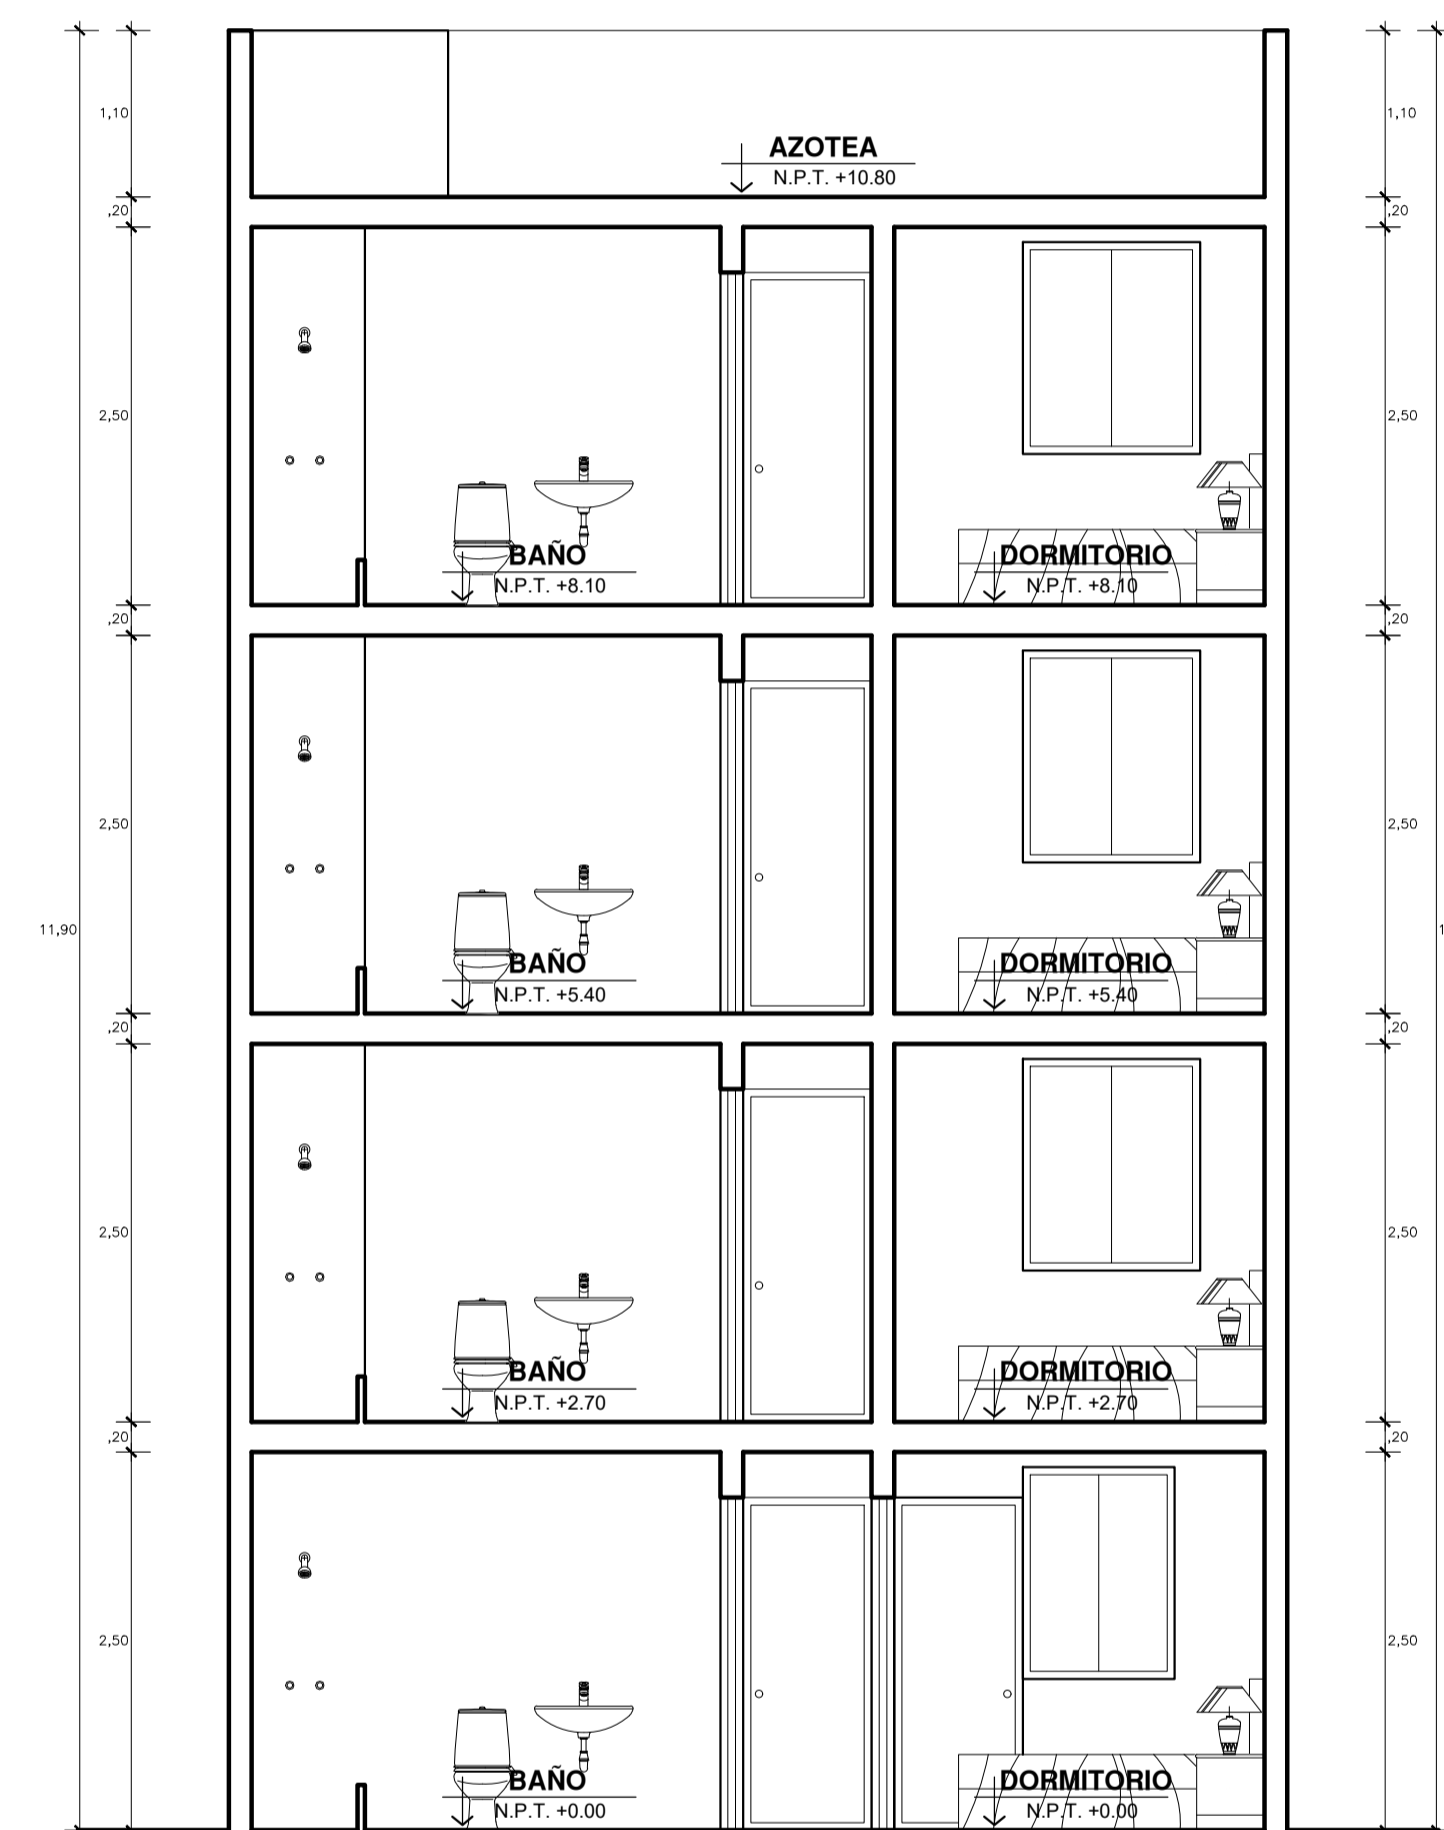 1,10
AZOTEA
1,10
N.P.T. +10.80
,20
,20
2,50
2,50
BAÑO
DORMITORIO
N.P.T. +8.10
N.P.T. +8.10
,20
,20
2,50
2,50
11,90
1
BAÑO
DORMITORIO
N.P.T. +5.40
N.P.T. +5.40
,20
,20
2,50
2,50
BAÑO
DORMITORIO
N.P.T. +2.70
N.P.T. +2.70
,20
,20
2,50
2,50
BAÑO
DORMITORIO
N.P.T. +0.00
N.P.T. +0.00